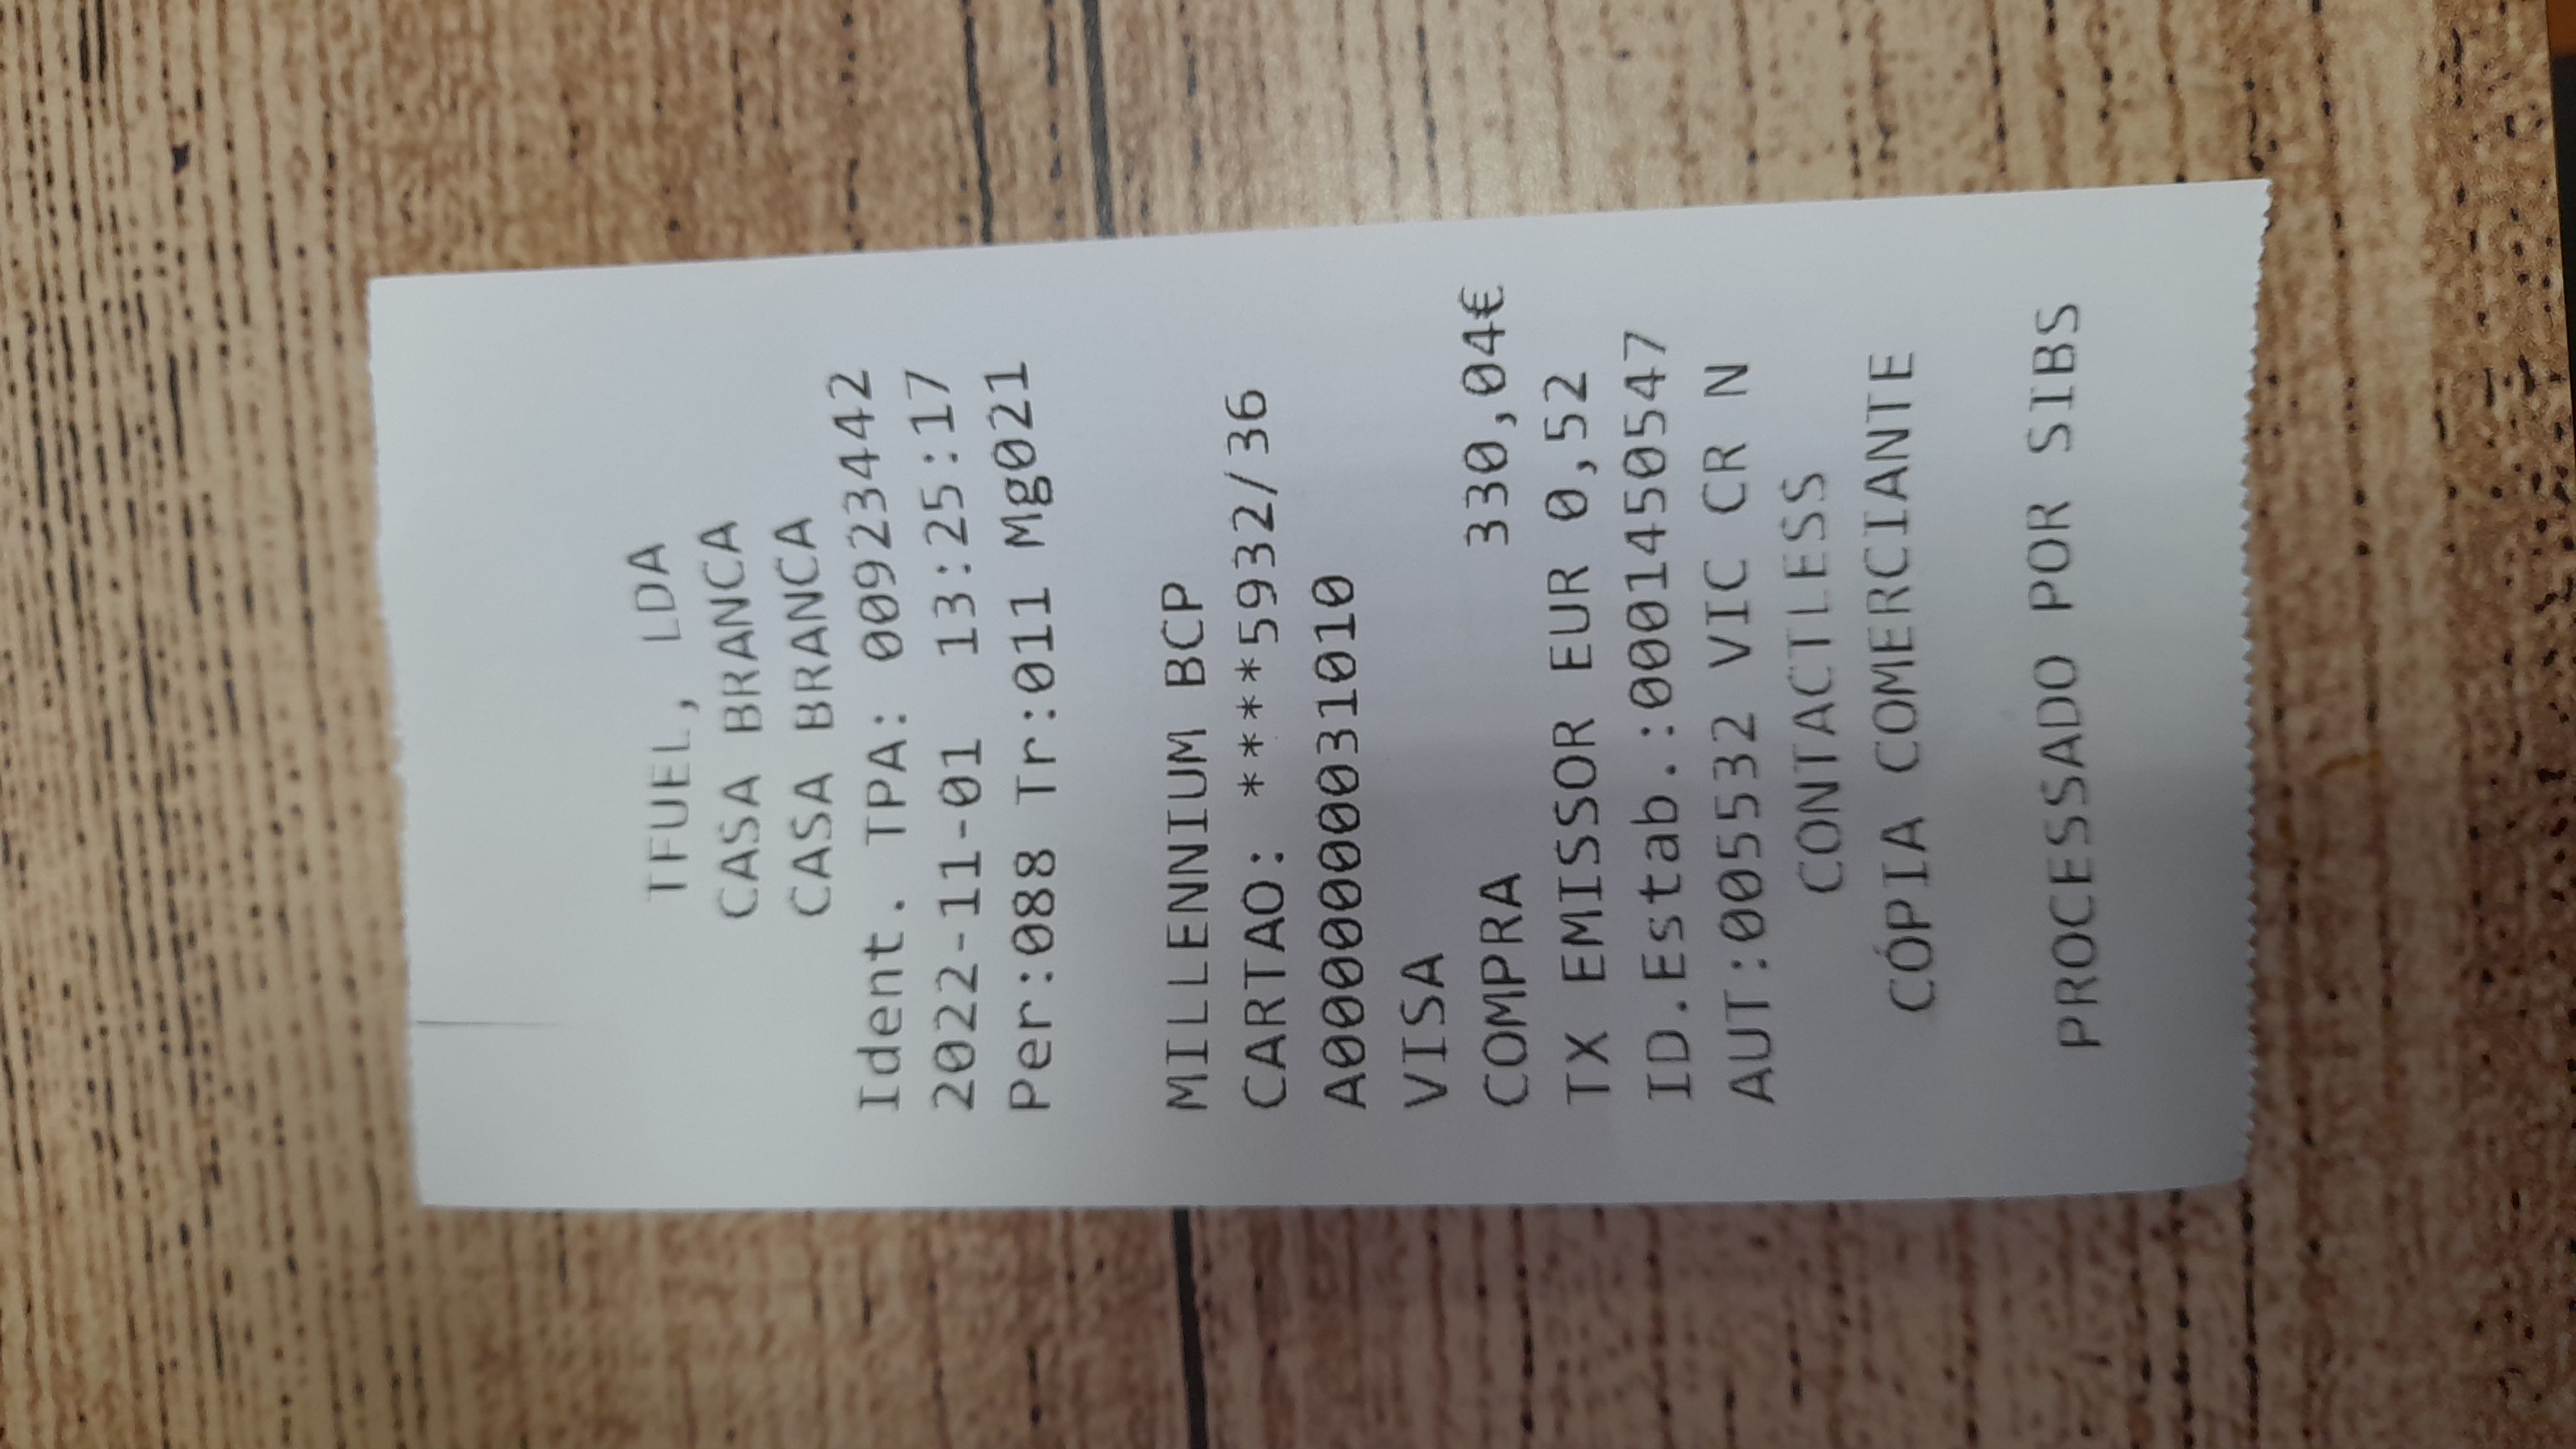 TFUEL, LDA
CASA BRANCA
CASA BRANCA
Ident. TPA: 00923442
2022-11-01 13:25:17
Per:088 Tr:011 Mg021
MILLENNIUM BCP
CARTAO: ****5932/36
A0000000031010
VISA
COMPRA 330,04€
TX EMISSOR EUR 0,52
ID.Estab.:0001450547
AUT:005532 VIC CR N
CONTACTLESS
CÓPIA COMERCIANTE
PROCESSADO POR SIBS